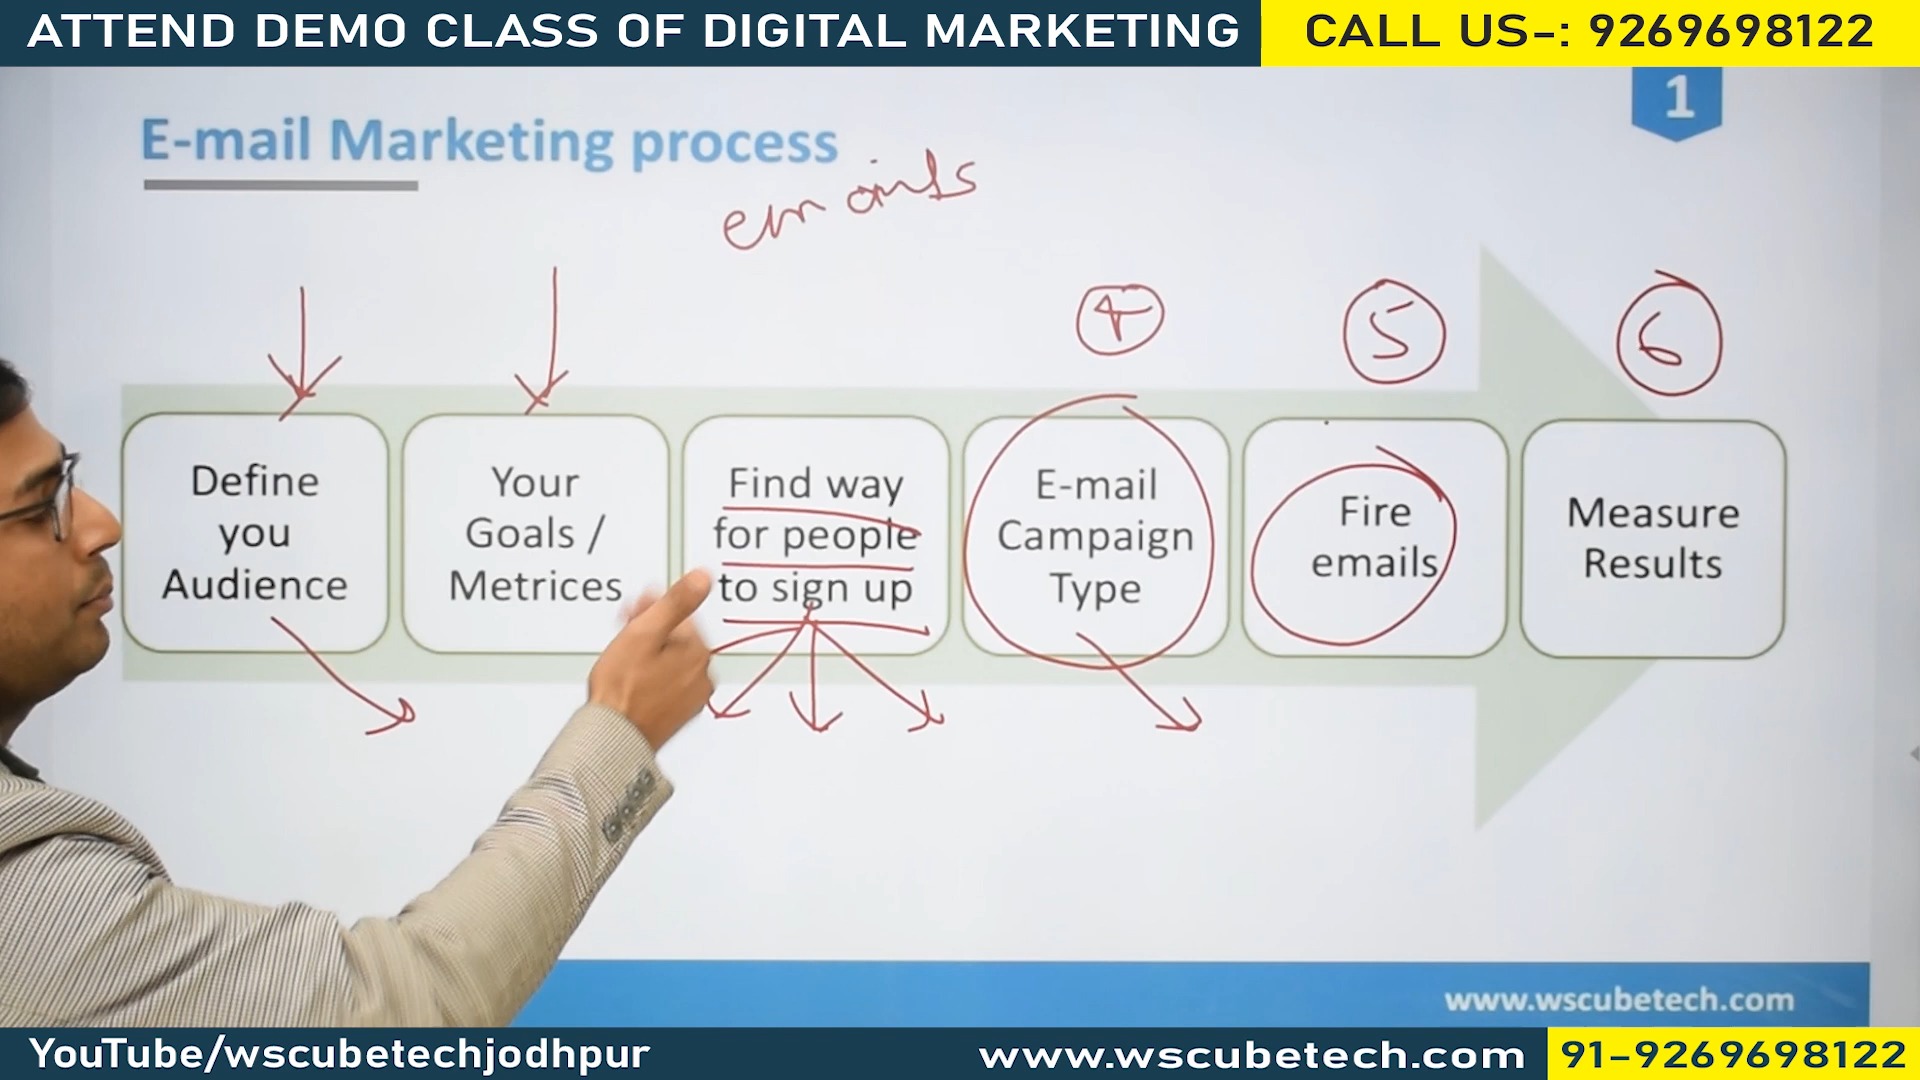 ATTEND DEMO CLASS OF DIGITAL MARKETING
CALL US-: 9269698122
1
E-mail Marketing process
emails
4
5
6
Define
you
Audience
Your
Goals /
Metrices
Find way
for people
to sign up
E-mail
Campaign
Type
Fire
emails
Measure
Results
www.wscubetech.com
YouTube/wscubetechjodhpur
www.wscubetech.com
91-9269698122